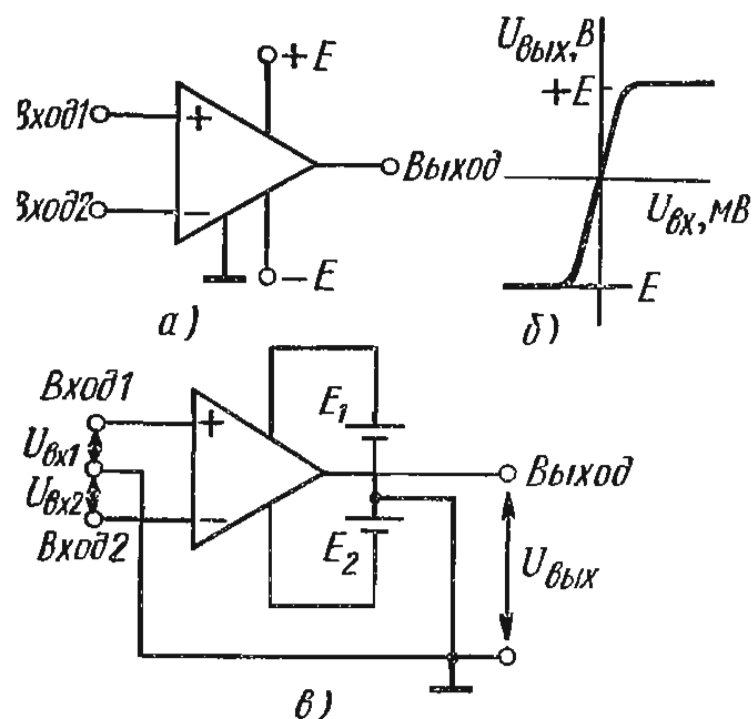 +E
Вход1
+
Выход
Вход2
−
−E
а)
Uвых,В
+E
Uвх,мВ
−E
б)
Вход1
+
E1
Uвх1
Выход
Uвх2
−
Вход2
E2
Uвых
в)